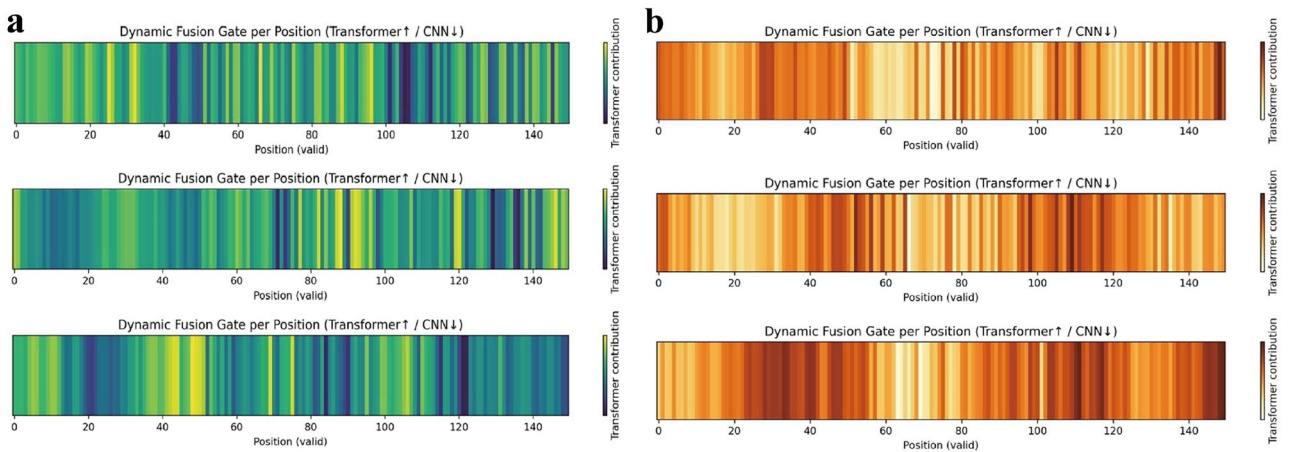 a
Dynamic Fusion Gate per Position (Transformer↑ / CNN↓)
0 20 40 60 80 100 120 140
Position (valid)
Transformer contribution
Dynamic Fusion Gate per Position (Transformer↑ / CNN↓)
0 20 40 60 80 100 120 140
Position (valid)
Transformer contribution
Dynamic Fusion Gate per Position (Transformer↑ / CNN↓)
0 20 40 60 80 100 120 140
Position (valid)
Transformer contribution
b
Dynamic Fusion Gate per Position (Transformer↑ / CNN↓)
0 20 40 60 80 100 120 140
Position (valid)
Transformer contribution
Dynamic Fusion Gate per Position (Transformer↑ / CNN↓)
0 20 40 60 80 100 120 140
Position (valid)
Transformer contribution
Dynamic Fusion Gate per Position (Transformer↑ / CNN↓)
0 20 40 60 80 100 120 140
Position (valid)
Transformer contribution